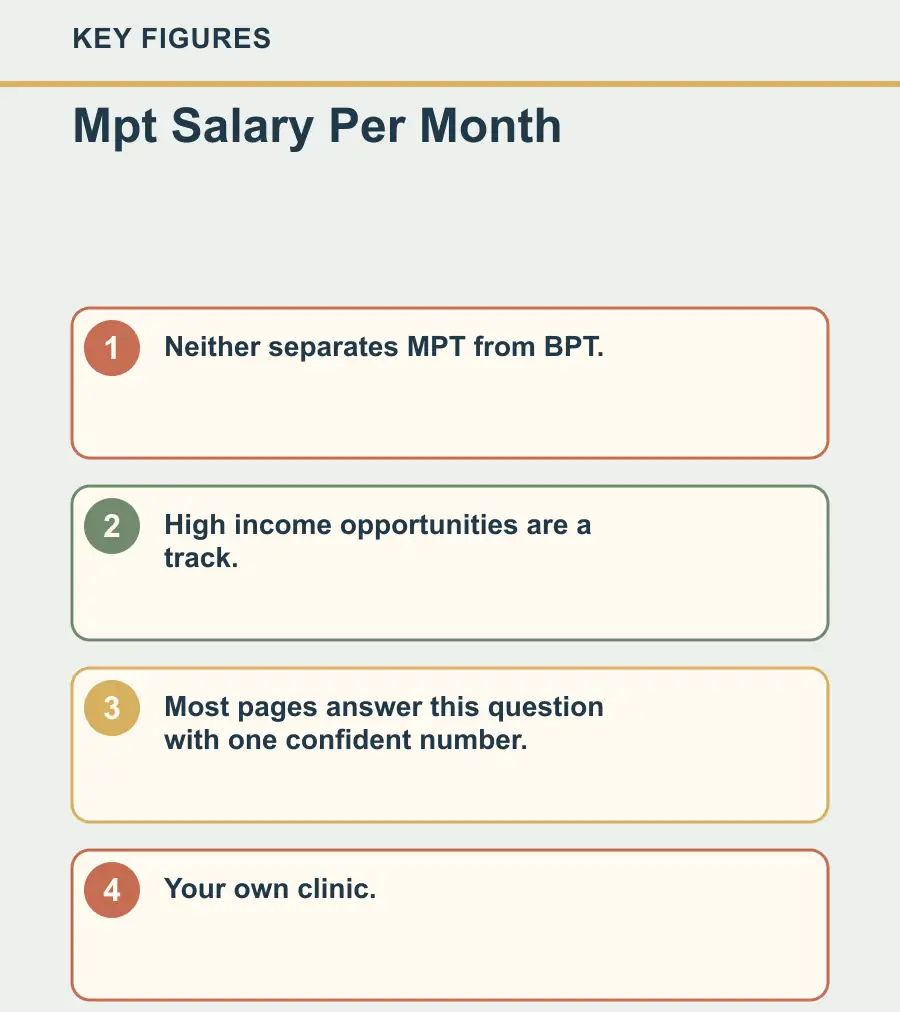 KEY FIGURES
Mpt Salary Per Month
1
Neither separates MPT from BPT.
2
High income opportunities are a
track.
3
Most pages answer this question
with one confident number.
4
Your own clinic.